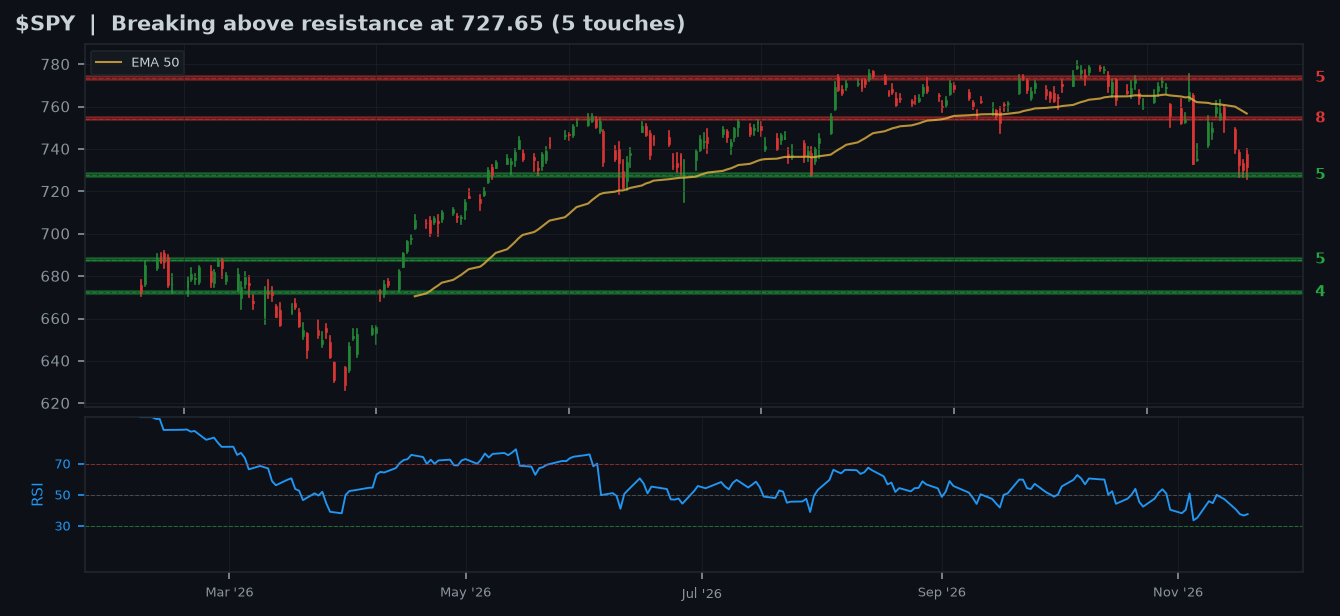 $SPY | Breaking above resistance at 727.65 (5 touches)
EMA 50
780
760
740
720
700
680
660
640
620
5
8
5
5
4
RSI
70
50
30
Mar '26
May '26
Jul '26
Sep '26
Nov '26